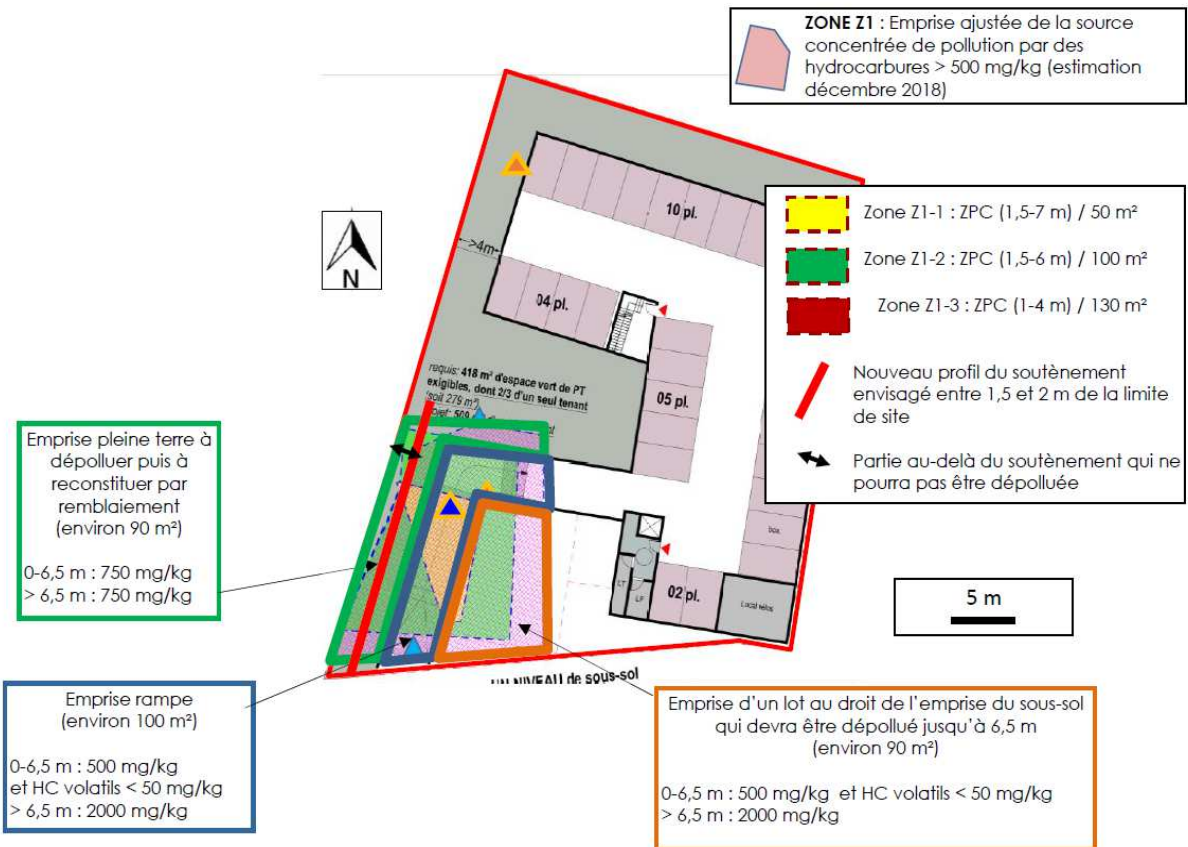 ZONE Z1 : Emprise ajustée de la source
concentrée de pollution par des
hydrocarbures > 500 mg/kg (estimation
décembre 2018)
Zone Z1-1 : ZPC (1,5-7 m) / 50 m²
Zone Z1-2 : ZPC (1,5-6 m) / 100 m²
Zone Z1-3 : ZPC (1-4 m) / 130 m²
Nouveau profil du soutènement
envisagé entre 1,5 et 2 m de la limite
de site
Partie au-delà du soutènement qui ne
pourra pas être dépolluée
N
10 pl.
>4m
04 pl.
requis: 418 m² d'espace vert de PT
exigibles, dont 2/3 d'un seul tenant
soit 279 m²
05 pl.
box
LT
LP
02 pl.
Local vélos
5 m
UN NIVEAU de sous-sol
Emprise pleine terre à
dépolluer puis à
reconstituer par
remblaiement
(environ 90 m²)
0-6,5 m : 750 mg/kg
> 6,5 m : 750 mg/kg
Emprise rampe
(environ 100 m²)
0-6,5 m : 500 mg/kg
et HC volatils < 50 mg/kg
> 6,5 m : 2000 mg/kg
Emprise d'un lot au droit de l'emprise du sous-sol
qui devra être dépollué jusqu'à 6,5 m
(environ 90 m²)
0-6,5 m : 500 mg/kg et HC volatils < 50 mg/kg
> 6,5 m : 2000 mg/kg